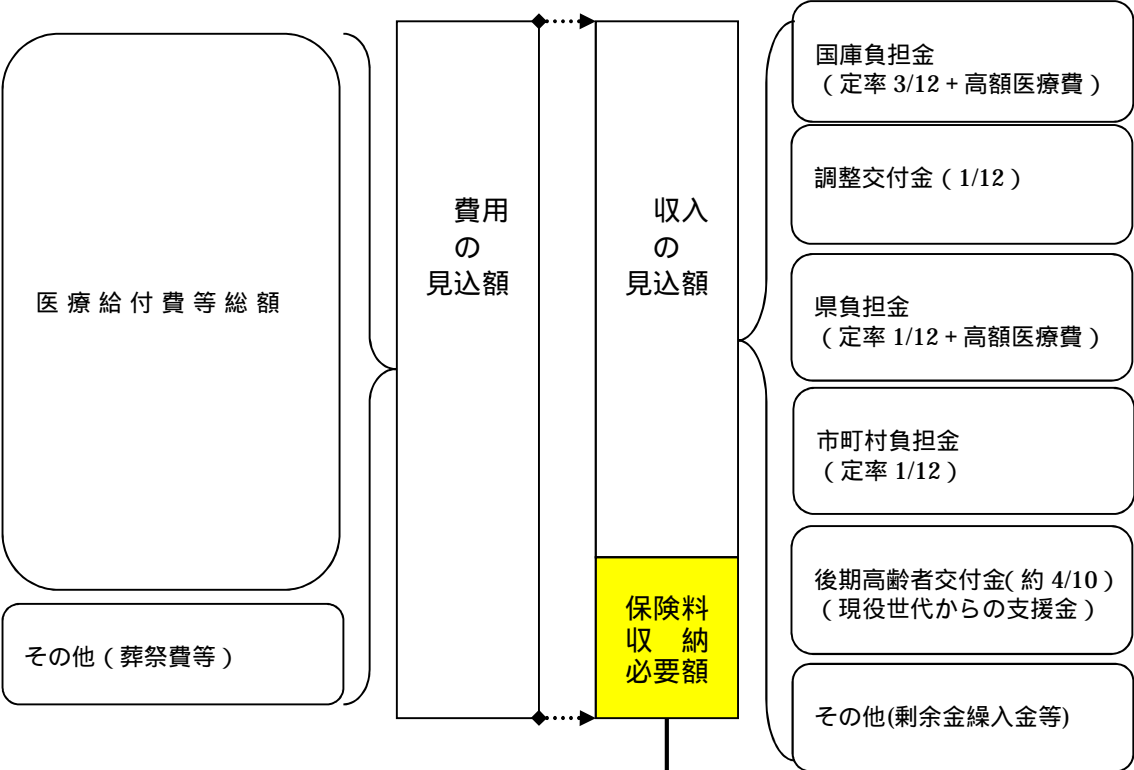 医療給付費等総額
その他（葬祭費等）
費用
の
見込額
収入
の
見込額
保険料
収　納
必要額
国庫負担金
（定率 3/12＋高額医療費）
調整交付金（1/12）
県負担金
（定率 1/12＋高額医療費）
市町村負担金
（定率 1/12）
後期高齢者交付金(約 4/10）
（現役世代からの支援金）
その他(剰余金繰入金等)